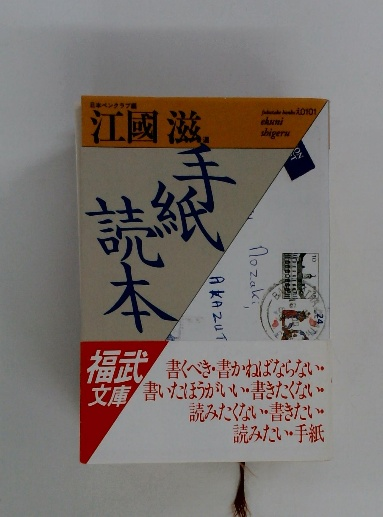 日本ペンクラブ編
江國 滋 選
fukutake books å0101
ekuni
shigeru
手紙
読本
Nozaki,
AKAZUT
24
福武
文庫
書くべき・書かねばならない・
書いたほうがいい・書きたくない・
読みたくない・書きたい・
読みたい・手紙